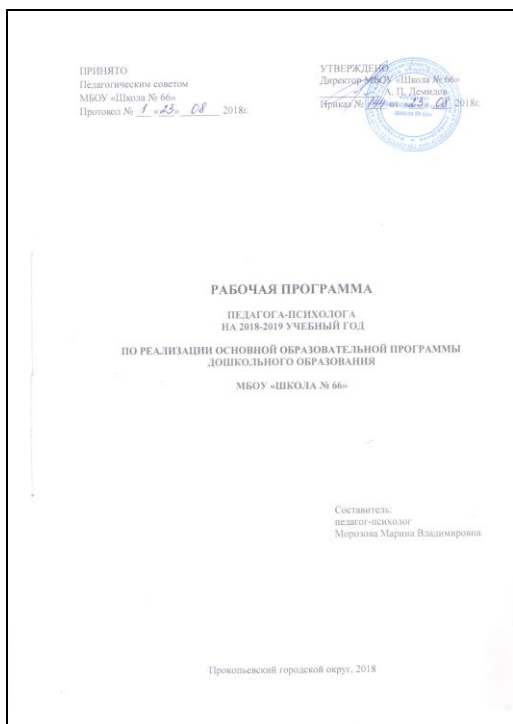 ПРИНЯТО
Педагогическим советом
МБОУ «Школа № 66»
Протокол № 1 «23» 08 2018г.
УТВЕРЖДЕНО
Директор МБОУ «Школа № 66»
А. П. Демидов
Приказ № 144 от «23» 08 2018г.
РАБОЧАЯ ПРОГРАММА
ПЕДАГОГА-ПСИХОЛОГА
НА 2018-2019 УЧЕБНЫЙ ГОД
ПО РЕАЛИЗАЦИИ ОСНОВНОЙ ОБРАЗОВАТЕЛЬНОЙ ПРОГРАММЫ
ДОШКОЛЬНОГО ОБРАЗОВАНИЯ
МБОУ «ШКОЛА № 66»
Составитель:
педагог-психолог
Морозова Марина Владимировна
Прокопьевский городской округ, 2018